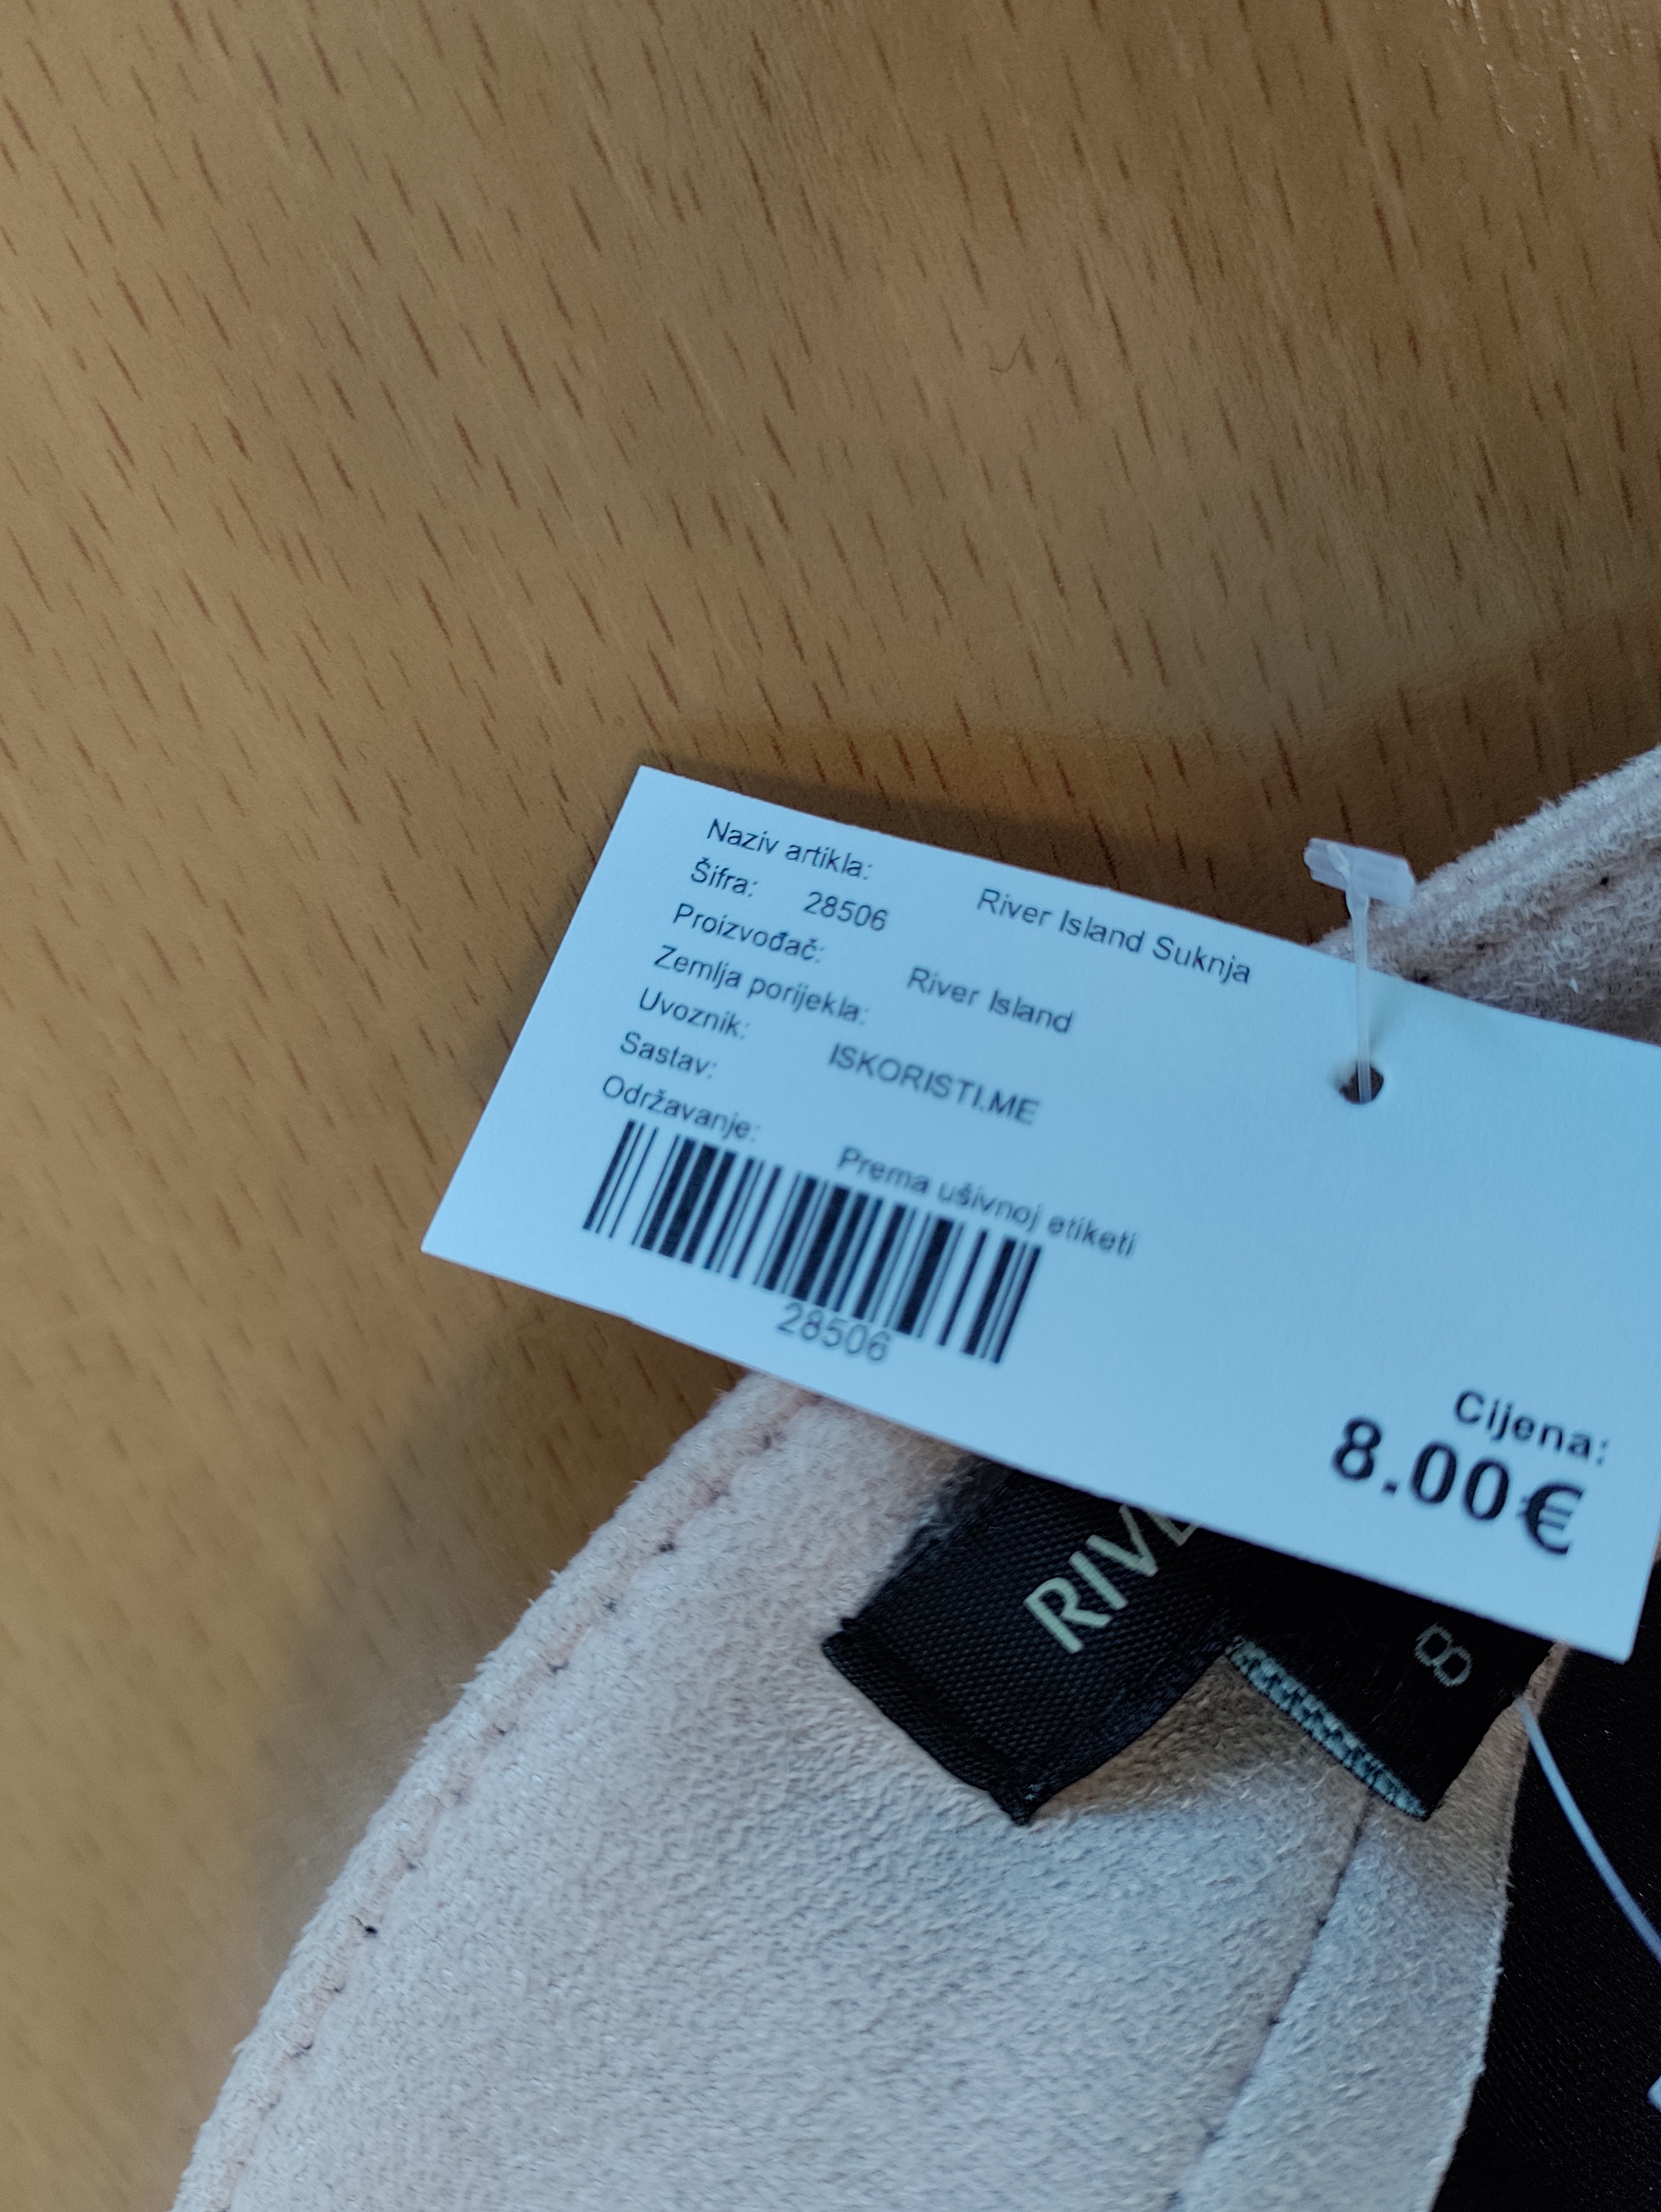 Naziv artikla: River Island Suknja
Šifra: 28506
Proizvođač: River Island
Zemlja porijekla:
Uvoznik: ISKORISTI.ME
Sastav:
Održavanje: Prema ušivnoj etiketi
28506
Cijena:
8.00€
RIVE
8